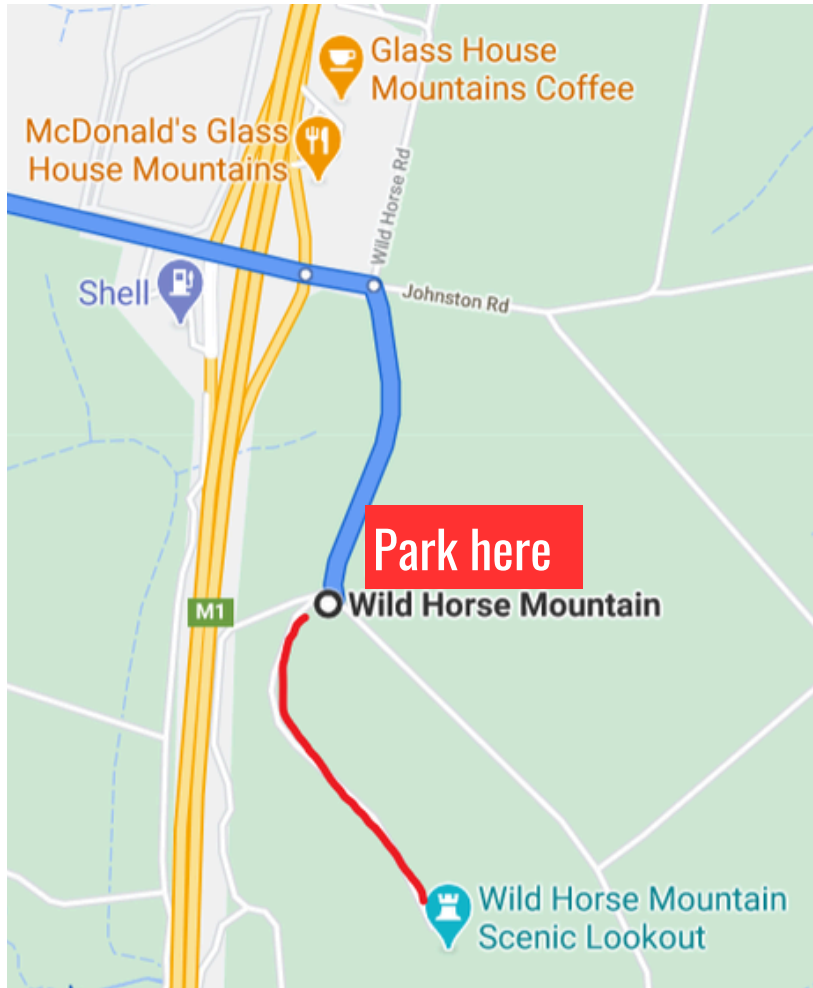 Glass House
Mountains Coffee
McDonald's Glass
House Mountains
Wild Horse Rd
Shell
Johnston Rd
Park here
Wild Horse Mountain
M1
Wild Horse Mountain
Scenic Lookout